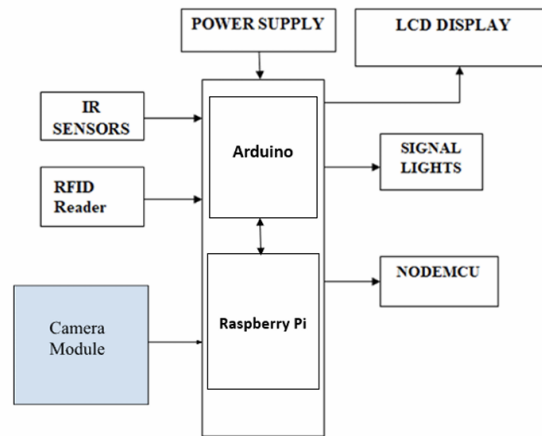 POWER SUPPLY
LCD DISPLAY
IR
SENSORS
Arduino
SIGNAL
LIGHTS
RFID
Reader
NODEMCU
Camera
Module
Raspberry Pi